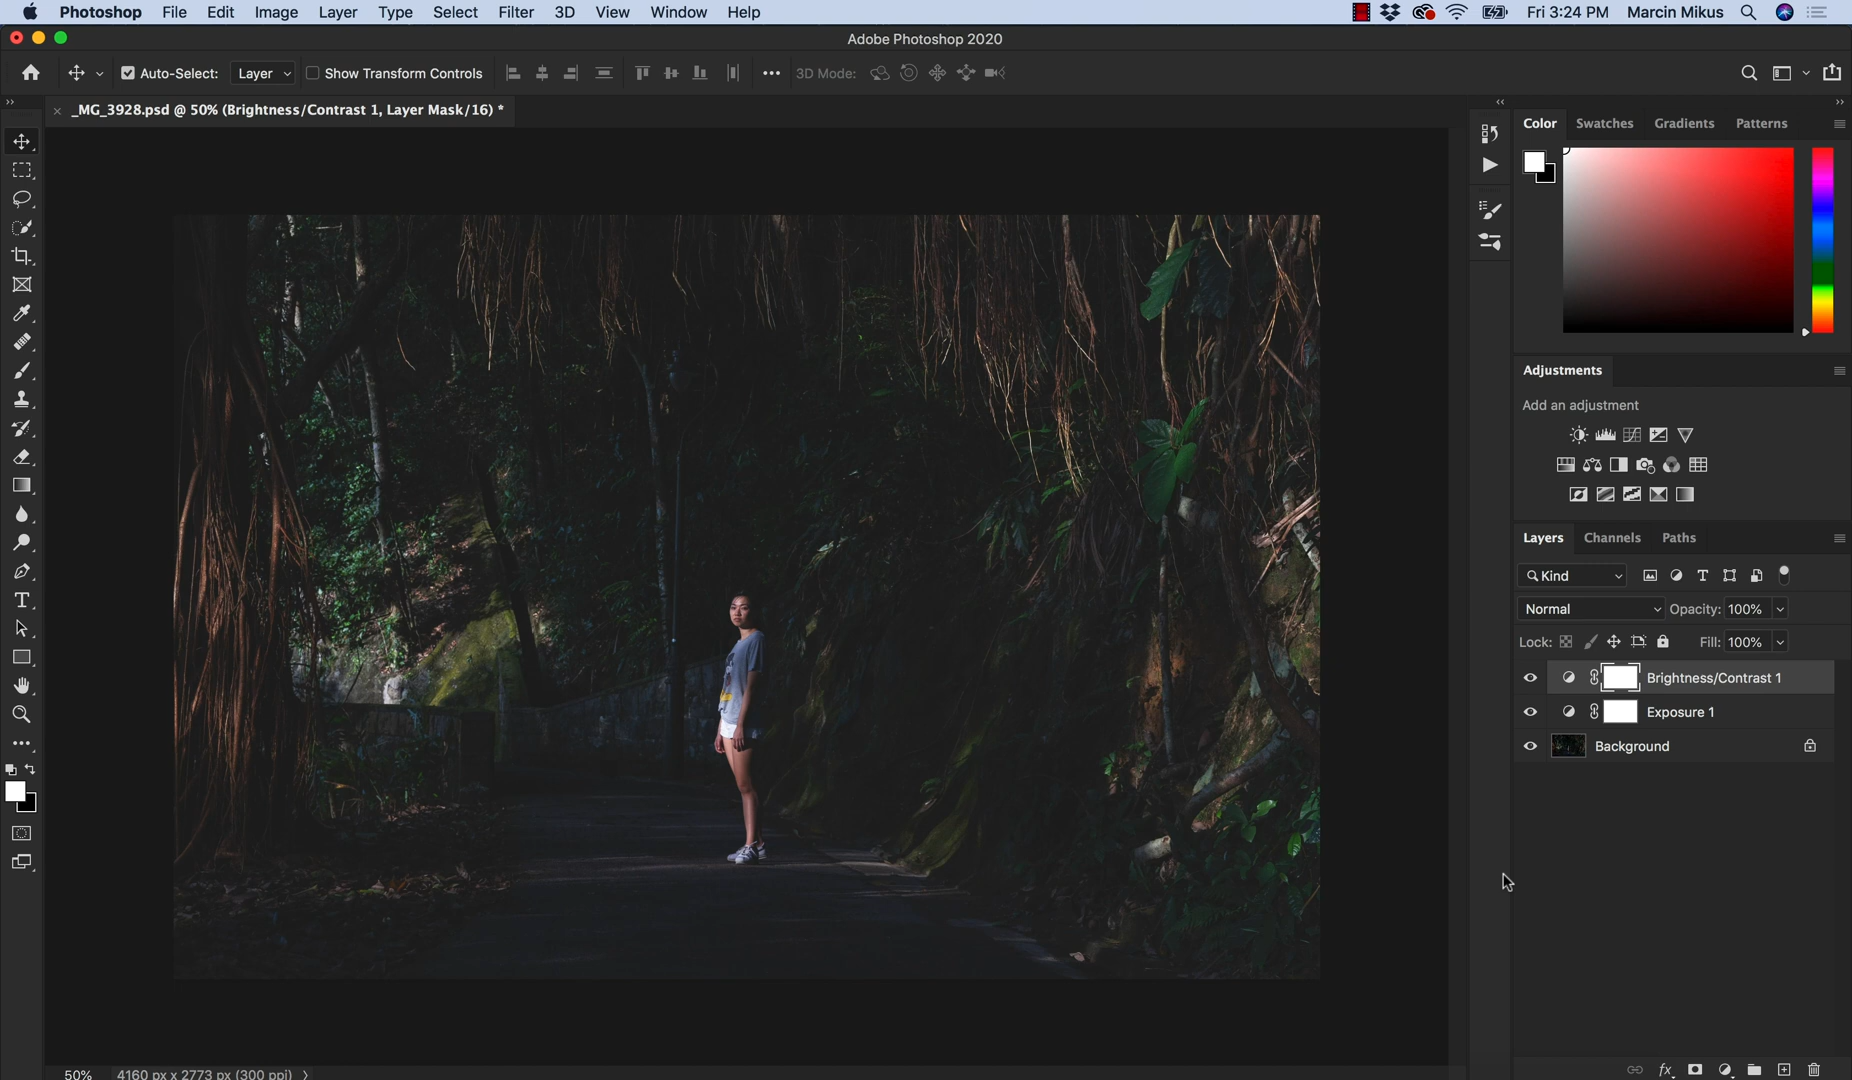 Photoshop File Edit Image Layer Type Select Filter 3D View Window Help Fri 3:24 PM Marcin Mikus
Adobe Photoshop 2020
Auto-Select: Layer Show Transform Controls 3D Mode:
_MG_3928.psd @ 50% (Brightness/Contrast 1, Layer Mask/16) *
Color Swatches Gradients Patterns
Adjustments
Add an adjustment
Layers Channels Paths
Kind
Normal Opacity: 100%
Lock: Fill: 100%
Brightness/Contrast 1
Exposure 1
Background
50% 4160 px x 2773 px (300 ppi)